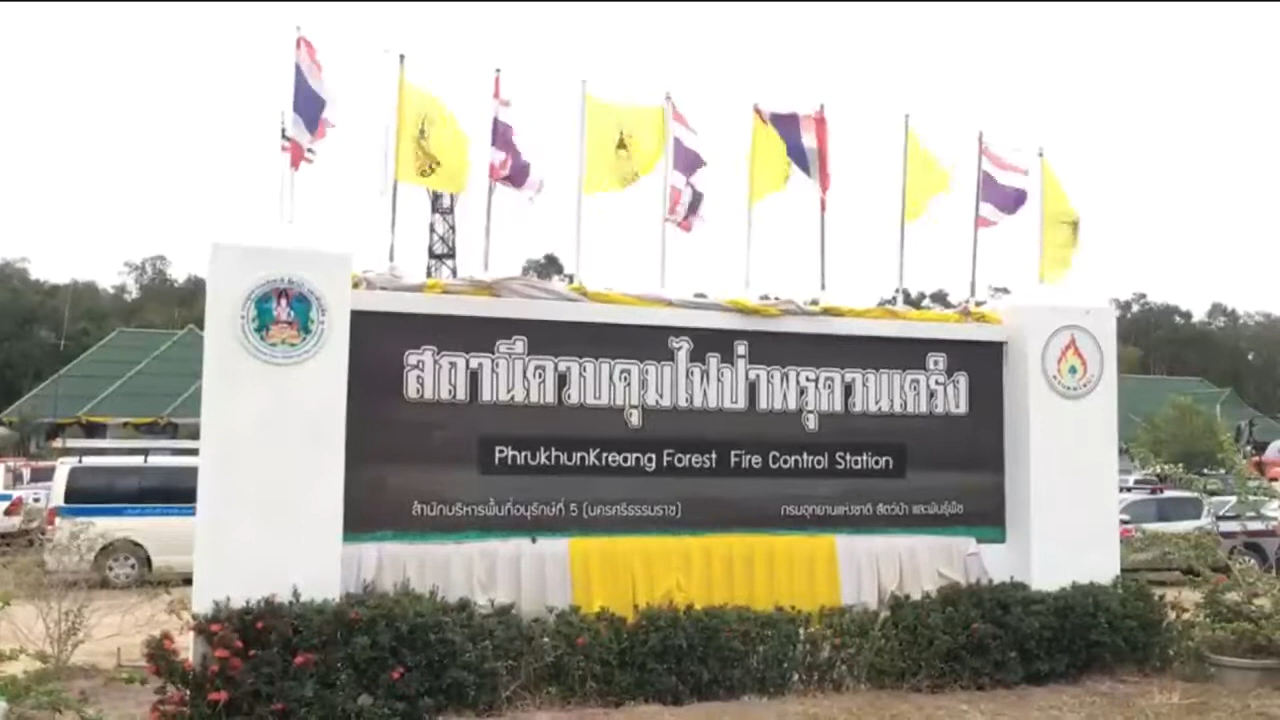 สถานีควบคุมไฟป่าพรุควนเคร็ง
PhrukhunKreang Forest Fire Control Station
สำนักบริหารพื้นที่อนุรักษ์ที่ 5 (นครศรีธรรมราช)
กรมอุทยานแห่งชาติ สัตว์ป่า และพันธุ์พืช